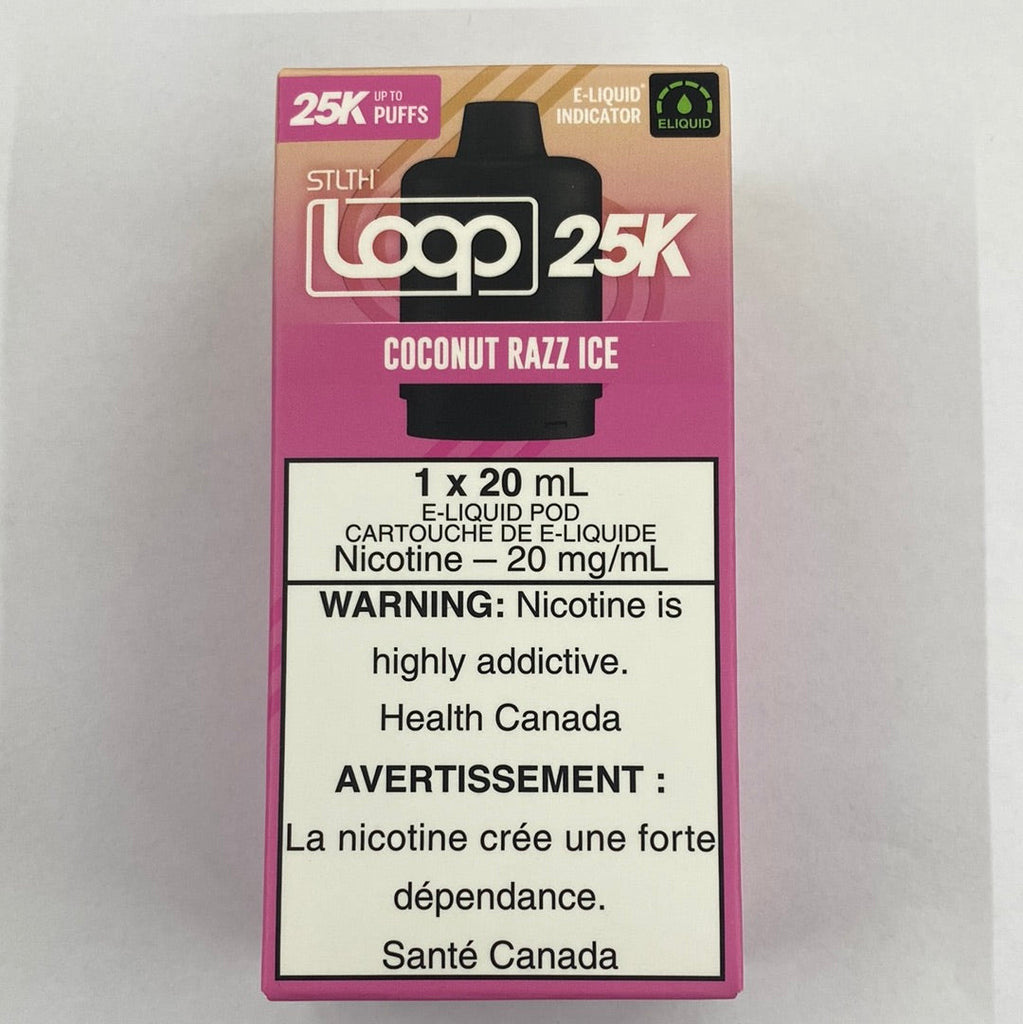 25K UP TO PUFFS
E-LIQUID* INDICATOR
ELIQUID
STLTH
Loop 25K
COCONUT RAZZ ICE
1 x 20 mL
E-LIQUID POD
CARTOUCHE DE E-LIQUIDE
Nicotine – 20 mg/mL
WARNING: Nicotine is
highly addictive.
Health Canada
AVERTISSEMENT :
La nicotine crée une forte
dépendance.
Santé Canada